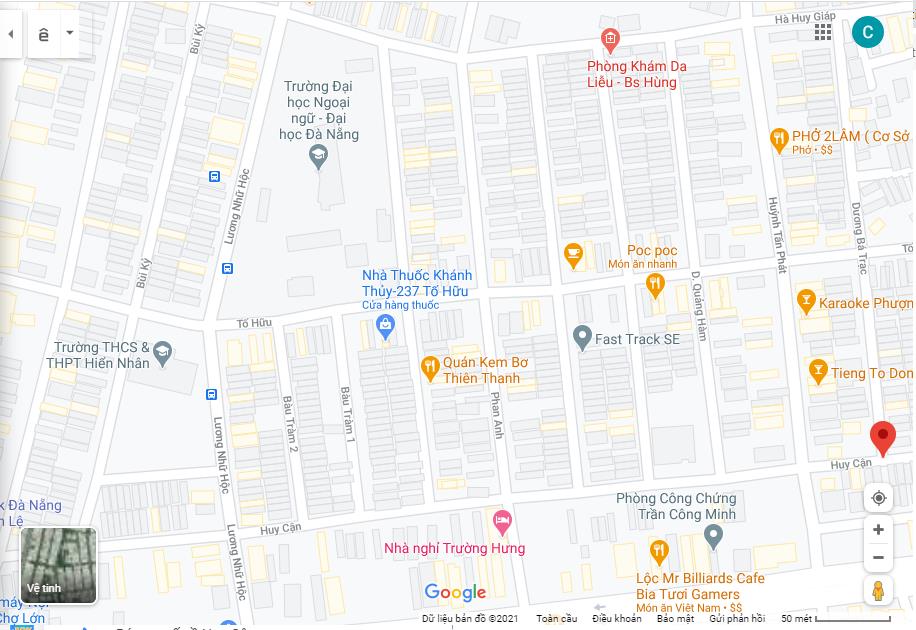 Hà Huy Giáp
C
Bùi Kỷ
Phòng Khám Da
Liễu - Bs Hùng
Trường Đại
học Ngoại
ngữ - Đại
học Đà Nẵng
PHỞ 2LÂM ( Cơ Sở
Phở • $$
Lương Nhữ Hộc
Huỳnh Tấn Phát
Dương Bá Trạc
Bùi Kỷ
Poc poc
Món ăn nhanh
Nhà Thuốc Khánh
Thủy-237 Tố Hữu
Cửa hàng thuốc
D. Quảng Hàm
Karaoke Phượn
Tố Hữu
Trường THCS &
THPT Hiển Nhân
Fast Track SE
Quán Kem Bơ
Thiên Thanh
Tieng To Don
Bàu Tràm 2
Bàu Tràm 1
Phan Anh
Lương Nhữ Hộc
Huy Cận
k Đà Nẵng
n Lệ
Phòng Công Chứng
Trần Công Minh
Huy Cận
Nhà nghỉ Trường Hưng
Lương Nhữ Hộc
Vệ tinh
Lộc Mr Billiards Cafe
Bia Tươi Gamers
Món ăn Việt Nam • $$
Google
Chợ Lớn
Dữ liệu bản đồ ©2021 Toàn cầu Điều khoản Bảo mật Gửi phản hồi 50 mét